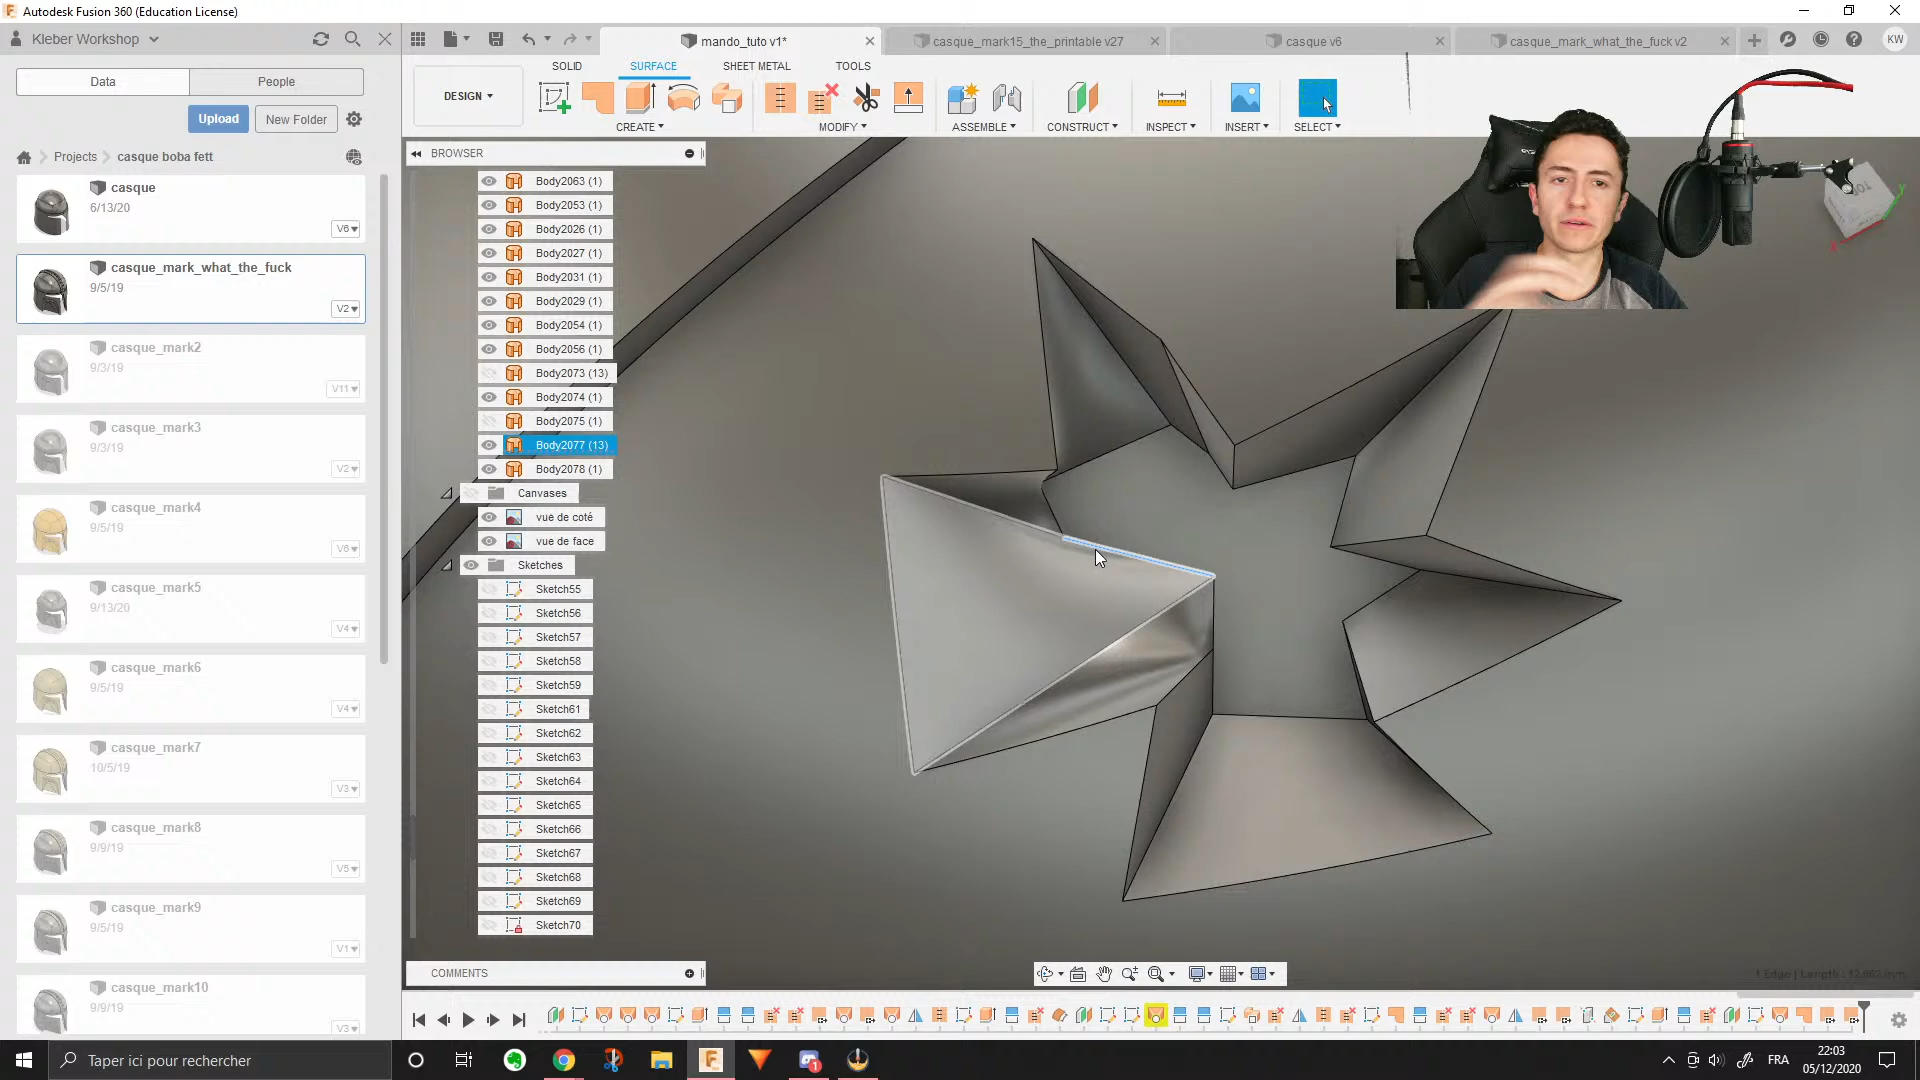 Autodesk Fusion 360 (Education License)
Kleber Workshop
mando_tuto v1*
casque_mark15_the_printable v27
casque v6
casque_mark_what_the_fuck v2
KW
SOLID
SURFACE
SHEET METAL
TOOLS
Data
People
DESIGN
Upload
New Folder
CREATE
MODIFY
ASSEMBLE
CONSTRUCT
INSPECT
INSERT
SELECT
Projects
casque boba fett
BROWSER
casque
6/13/20
V6
casque_mark_what_the_fuck
9/5/19
V2
casque_mark2
9/3/19
V11
casque_mark3
9/3/19
V2
casque_mark4
9/5/19
V6
casque_mark5
9/13/20
V4
casque_mark6
9/5/19
V4
casque_mark7
10/5/19
V3
casque_mark8
9/9/19
V5
casque_mark9
9/5/19
V1
casque_mark10
9/9/19
V3
Body2063 (1)
Body2053 (1)
Body2026 (1)
Body2027 (1)
Body2031 (1)
Body2029 (1)
Body2054 (1)
Body2056 (1)
Body2073 (13)
Body2074 (1)
Body2075 (1)
Body2077 (13)
Body2078 (1)
Canvases
vue de coté
vue de face
Sketches
Sketch55
Sketch56
Sketch57
Sketch58
Sketch59
Sketch61
Sketch62
Sketch63
Sketch64
Sketch65
Sketch66
Sketch67
Sketch68
Sketch69
Sketch70
COMMENTS
TOP
1 Edge | Length : 12.662 mm
Taper ici pour rechercher
FRA
22:03
05/12/2020